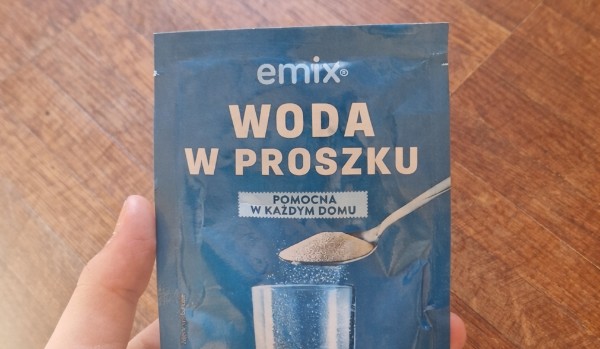 emix®
WODA
W PROSZKU
POMOCNA
W KAŻDYM DOMU